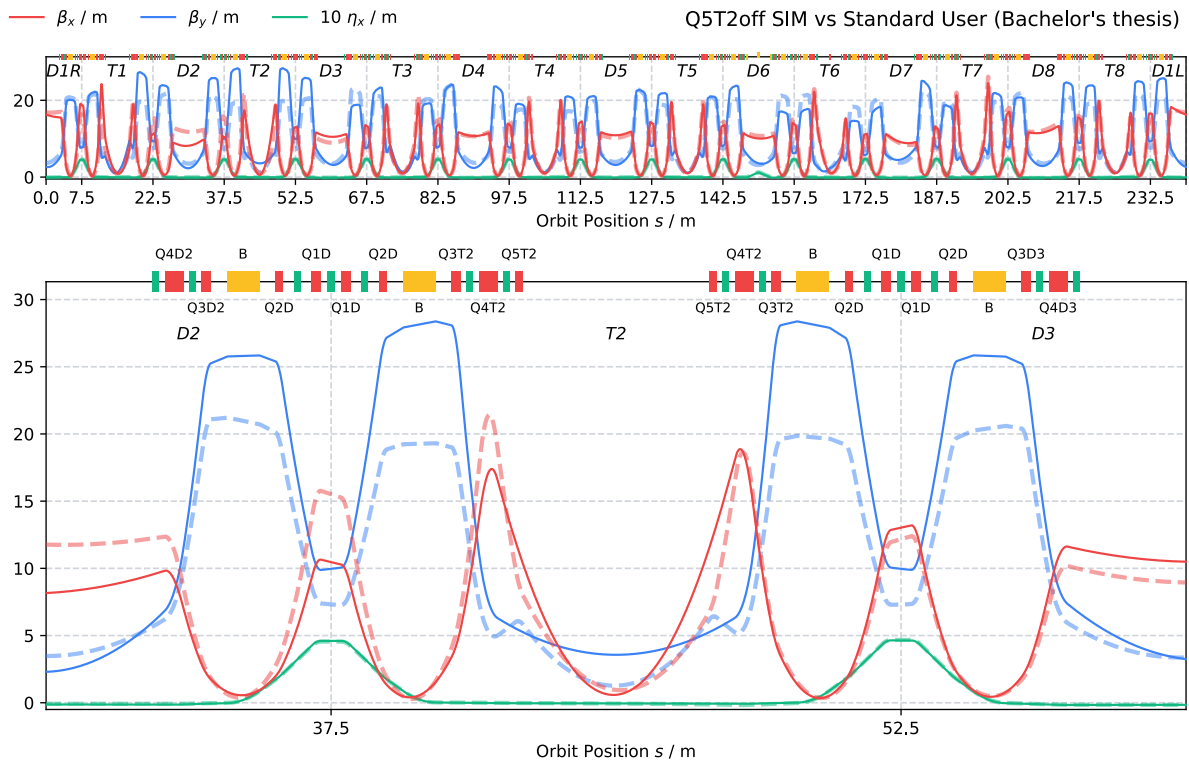 β_x / m β_y / m 10 η_x / m Q5T2off SIM vs Standard User (Bachelor's thesis)
D1R T1 D2 T2 D3 T3 D4 T4 D5 T5 D6 T6 D7 T7 D8 T8 D1L
20
0
0.0 7.5 22.5 37.5 52.5 67.5 82.5 97.5 112.5 127.5 142.5 157.5 172.5 187.5 202.5 217.5 232.5
Orbit Position s / m
Q4D2 B Q1D Q2D Q3T2 Q5T2 Q4T2 B Q1D Q2D Q3D3
Q3D2 Q2D Q1D B Q4T2 Q5T2 Q3T2 Q2D Q1D B Q4D3
D2 T2 D3
30
25
20
15
10
5
0
37.5 52.5
Orbit Position s / m